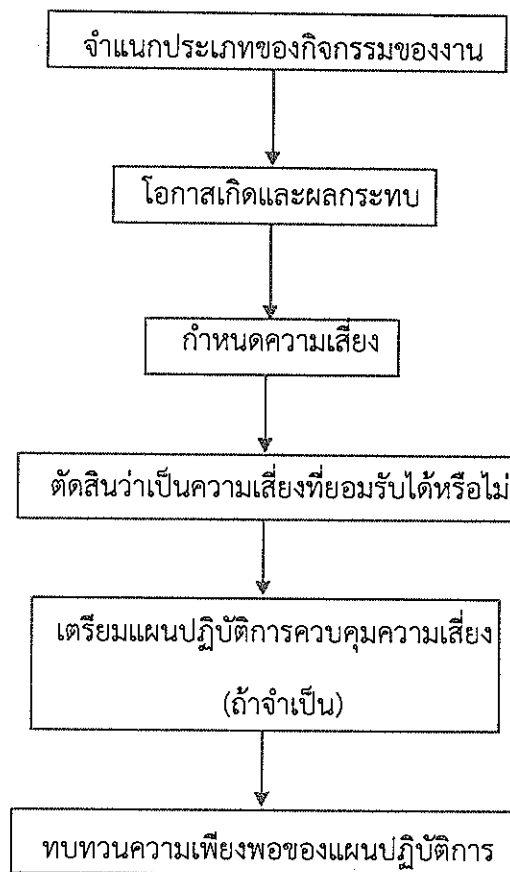 จำแนกประเภทของกิจกรรมของงาน
โอกาสเกิดและผลกระทบ
กำหนดความเสี่ยง
ตัดสินว่าเป็นความเสี่ยงที่ยอมรับได้หรือไม่
เตรียมแผนปฏิบัติการควบคุมความเสี่ยง
(ถ้าจำเป็น)
ทบทวนความเพียงพอของแผนปฏิบัติการ